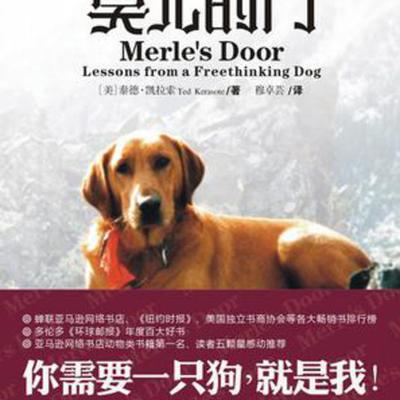 Merle's Door
Lessons from a Freethinking Dog
[美]泰德·凯拉索 Ted Kerasote/著 穆卓芸/译
◎蝉联亚马逊网络书店、《纽约时报》、美国独立书商协会等各大畅销书排行榜
◎多伦多《环球邮报》年度百大好书
◎亚马逊网络书店动物类书籍第一名、读者五颗星感动推荐
你需要一只狗,就是我!